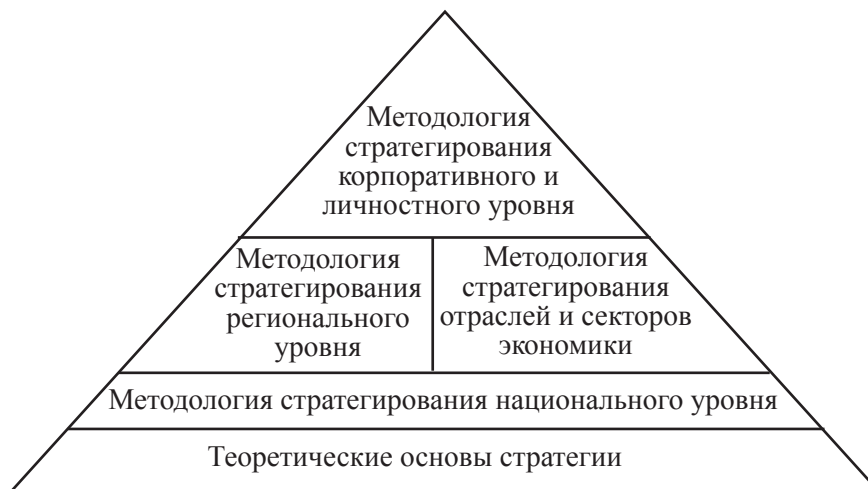 Методология
стратегирования
корпоративного и
личностного уровня
Методология
стратегирования
регионального
уровня
Методология
стратегирования
отраслей и секторов
экономики
Методология стратегирования национального уровня
Теоретические основы стратегии